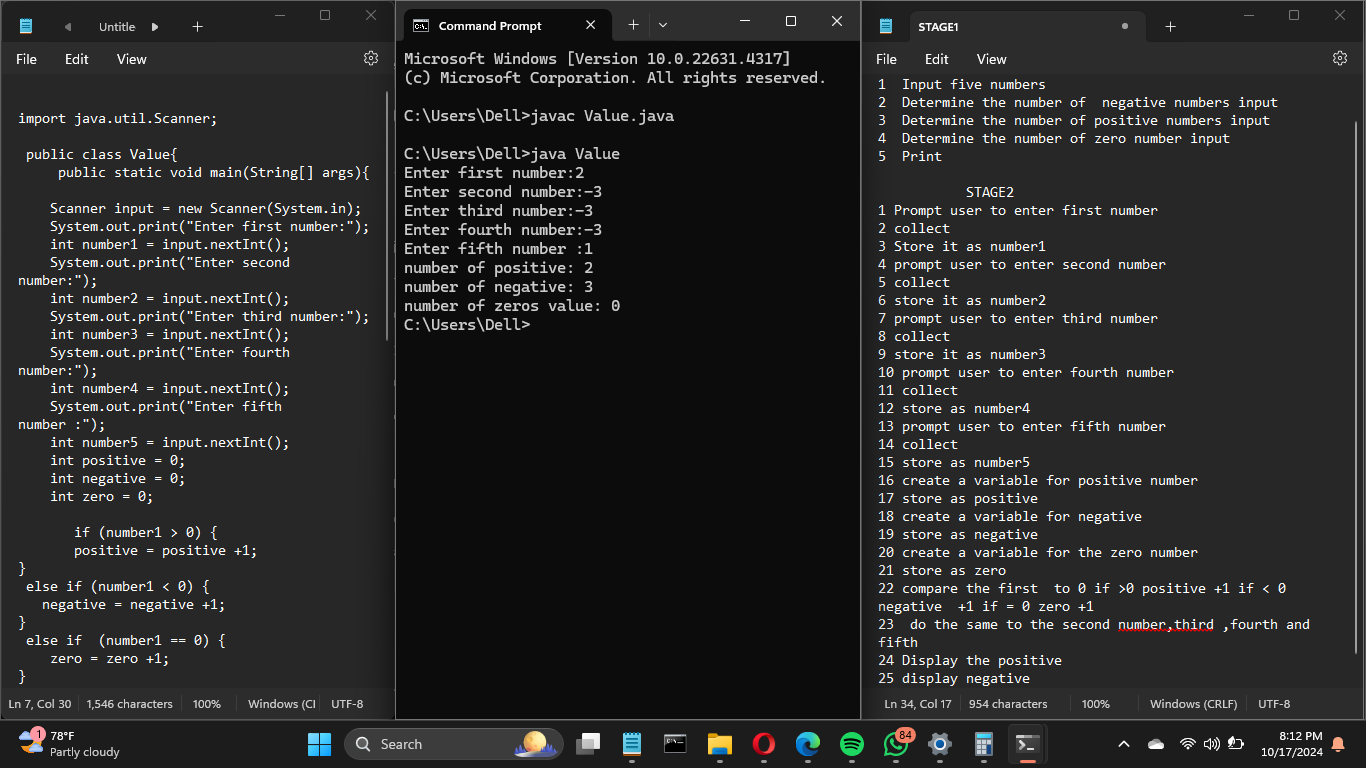 Untitle
File Edit View
import java.util.Scanner;
public class Value{
public static void main(String[] args){
Scanner input = new Scanner(System.in);
System.out.print("Enter first number:");
int number1 = input.nextInt();
System.out.print("Enter second
number:");
int number2 = input.nextInt();
System.out.print("Enter third number:");
int number3 = input.nextInt();
System.out.print("Enter fourth
number:");
int number4 = input.nextInt();
System.out.print("Enter fifth
number :");
int number5 = input.nextInt();
int positive = 0;
int negative = 0;
int zero = 0;
if (number1 > 0) {
positive = positive +1;
}
else if (number1 < 0) {
negative = negative +1;
}
else if  (number1 == 0) {
zero = zero +1;
}
Ln 7, Col 30 1,546 characters 100% Windows (Cl UTF-8
Command Prompt
Microsoft Windows [Version 10.0.22631.4317]
(c) Microsoft Corporation. All rights reserved.
C:\Users\Dell>javac Value.java
C:\Users\Dell>java Value
Enter first number:2
Enter second number:-3
Enter third number:-3
Enter fourth number:-3
Enter fifth number :1
number of positive: 2
number of negative: 3
number of zeros value: 0
C:\Users\Dell>
STAGE1
File Edit View
1  Input five numbers
2  Determine the number of  negative numbers input
3  Determine the number of positive numbers input
4  Determine the number of zero number input
5  Print
STAGE2
1 Prompt user to enter first number
2 collect
3 Store it as number1
4 prompt user to enter second number
5 collect
6 store it as number2
7 prompt user to enter third number
8 collect
9 store it as number3
10 prompt user to enter fourth number
11 collect
12 store as number4
13 prompt user to enter fifth number
14 collect
15 store as number5
16 create a variable for positive number
17 store as positive
18 create a variable for negative
19 store as negative
20 create a variable for the zero number
21 store as zero
22 compare the first  to 0 if >0 positive +1 if < 0
negative  +1 if = 0 zero +1
23  do the same to the second number,third ,fourth and
fifth
24 Display the positive
25 display negative
Ln 34, Col 17 954 characters 100% Windows (CRLF) UTF-8
1
78°F
Partly cloudy
Search
84
8:12 PM
10/17/2024